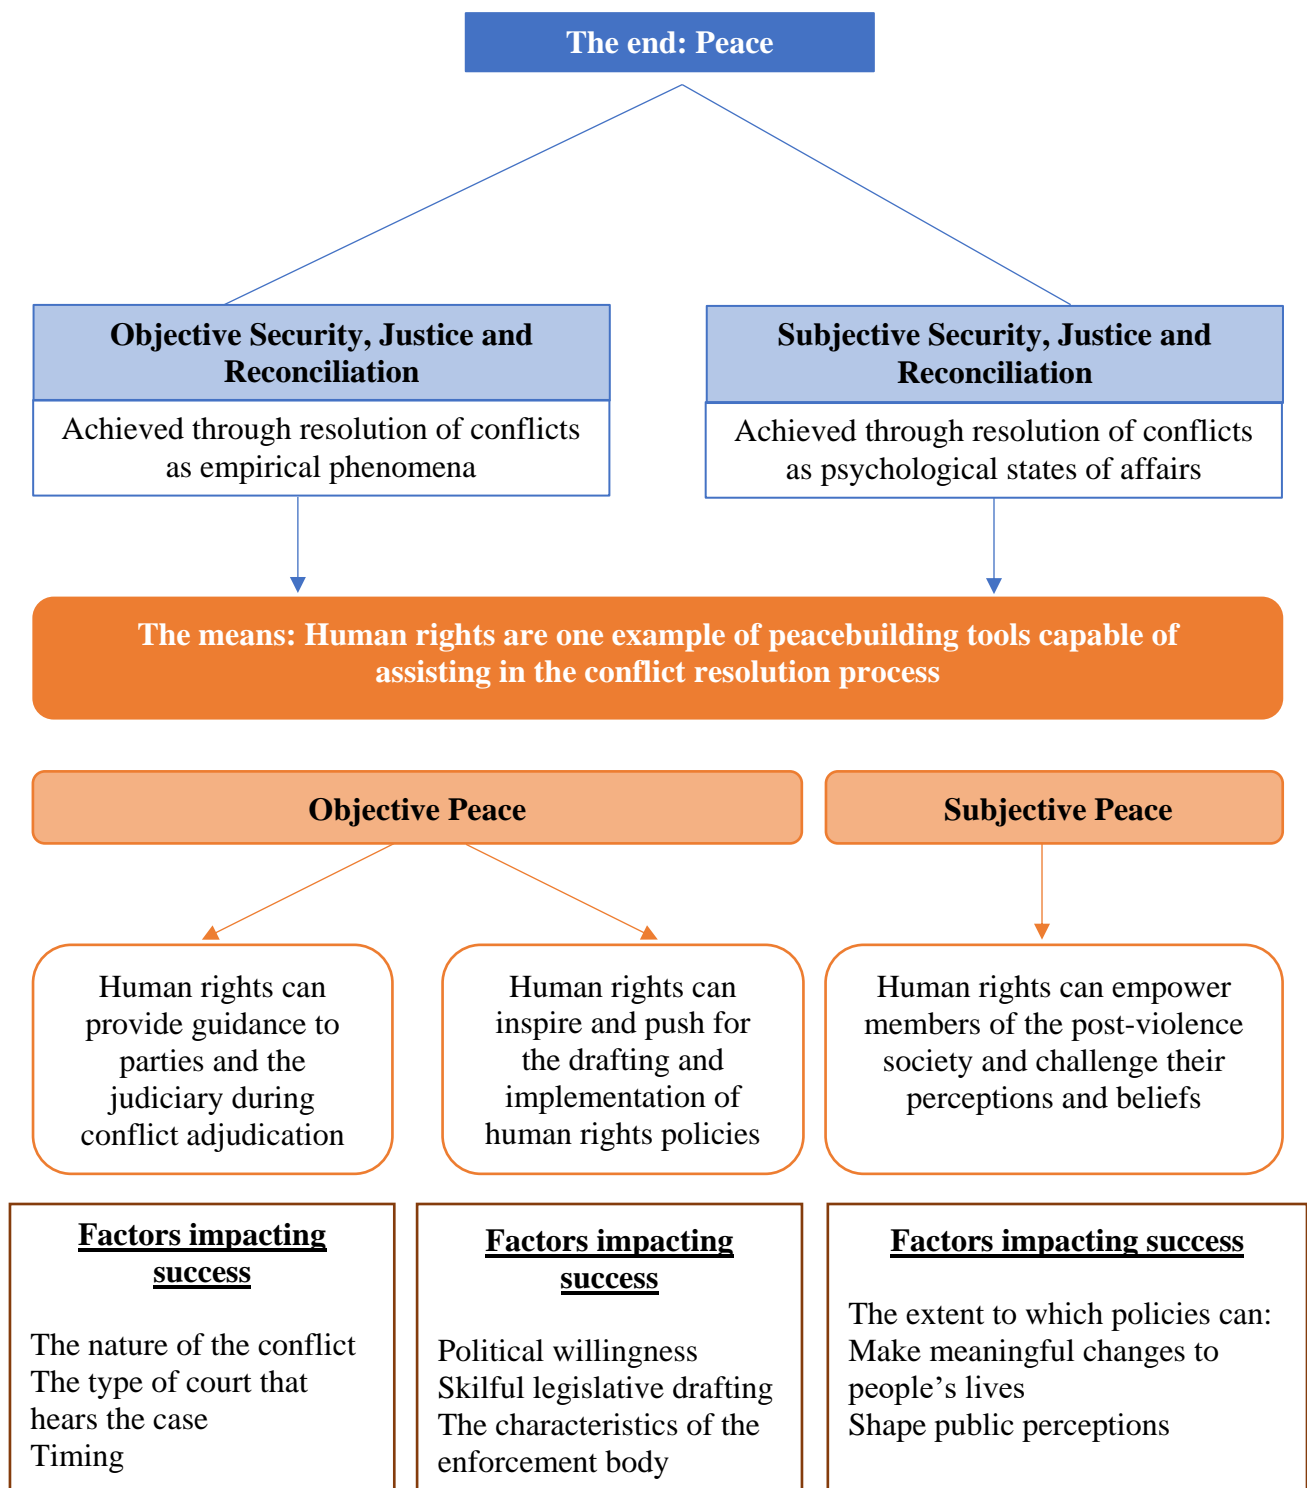 The end: Peace
Objective Security, Justice and
Reconciliation
Achieved through resolution of conflicts
as empirical phenomena
Subjective Security, Justice and
Reconciliation
Achieved through resolution of conflicts
as psychological states of affairs
The means: Human rights are one example of peacebuilding tools capable of
assisting in the conflict resolution process
Objective Peace
Subjective Peace
Human rights can
provide guidance to
parties and the
judiciary during
conflict adjudication
Human rights can
inspire and push for
the drafting and
implementation of
human rights policies
Human rights can empower
members of the post-violence
society and challenge their
perceptions and beliefs
Factors impacting
success
The nature of the conflict
The type of court that
hears the case
Timing
Factors impacting
success
Political willingness
Skilful legislative drafting
The characteristics of the
enforcement body
Factors impacting success
The extent to which policies can:
Make meaningful changes to
people’s lives
Shape public perceptions